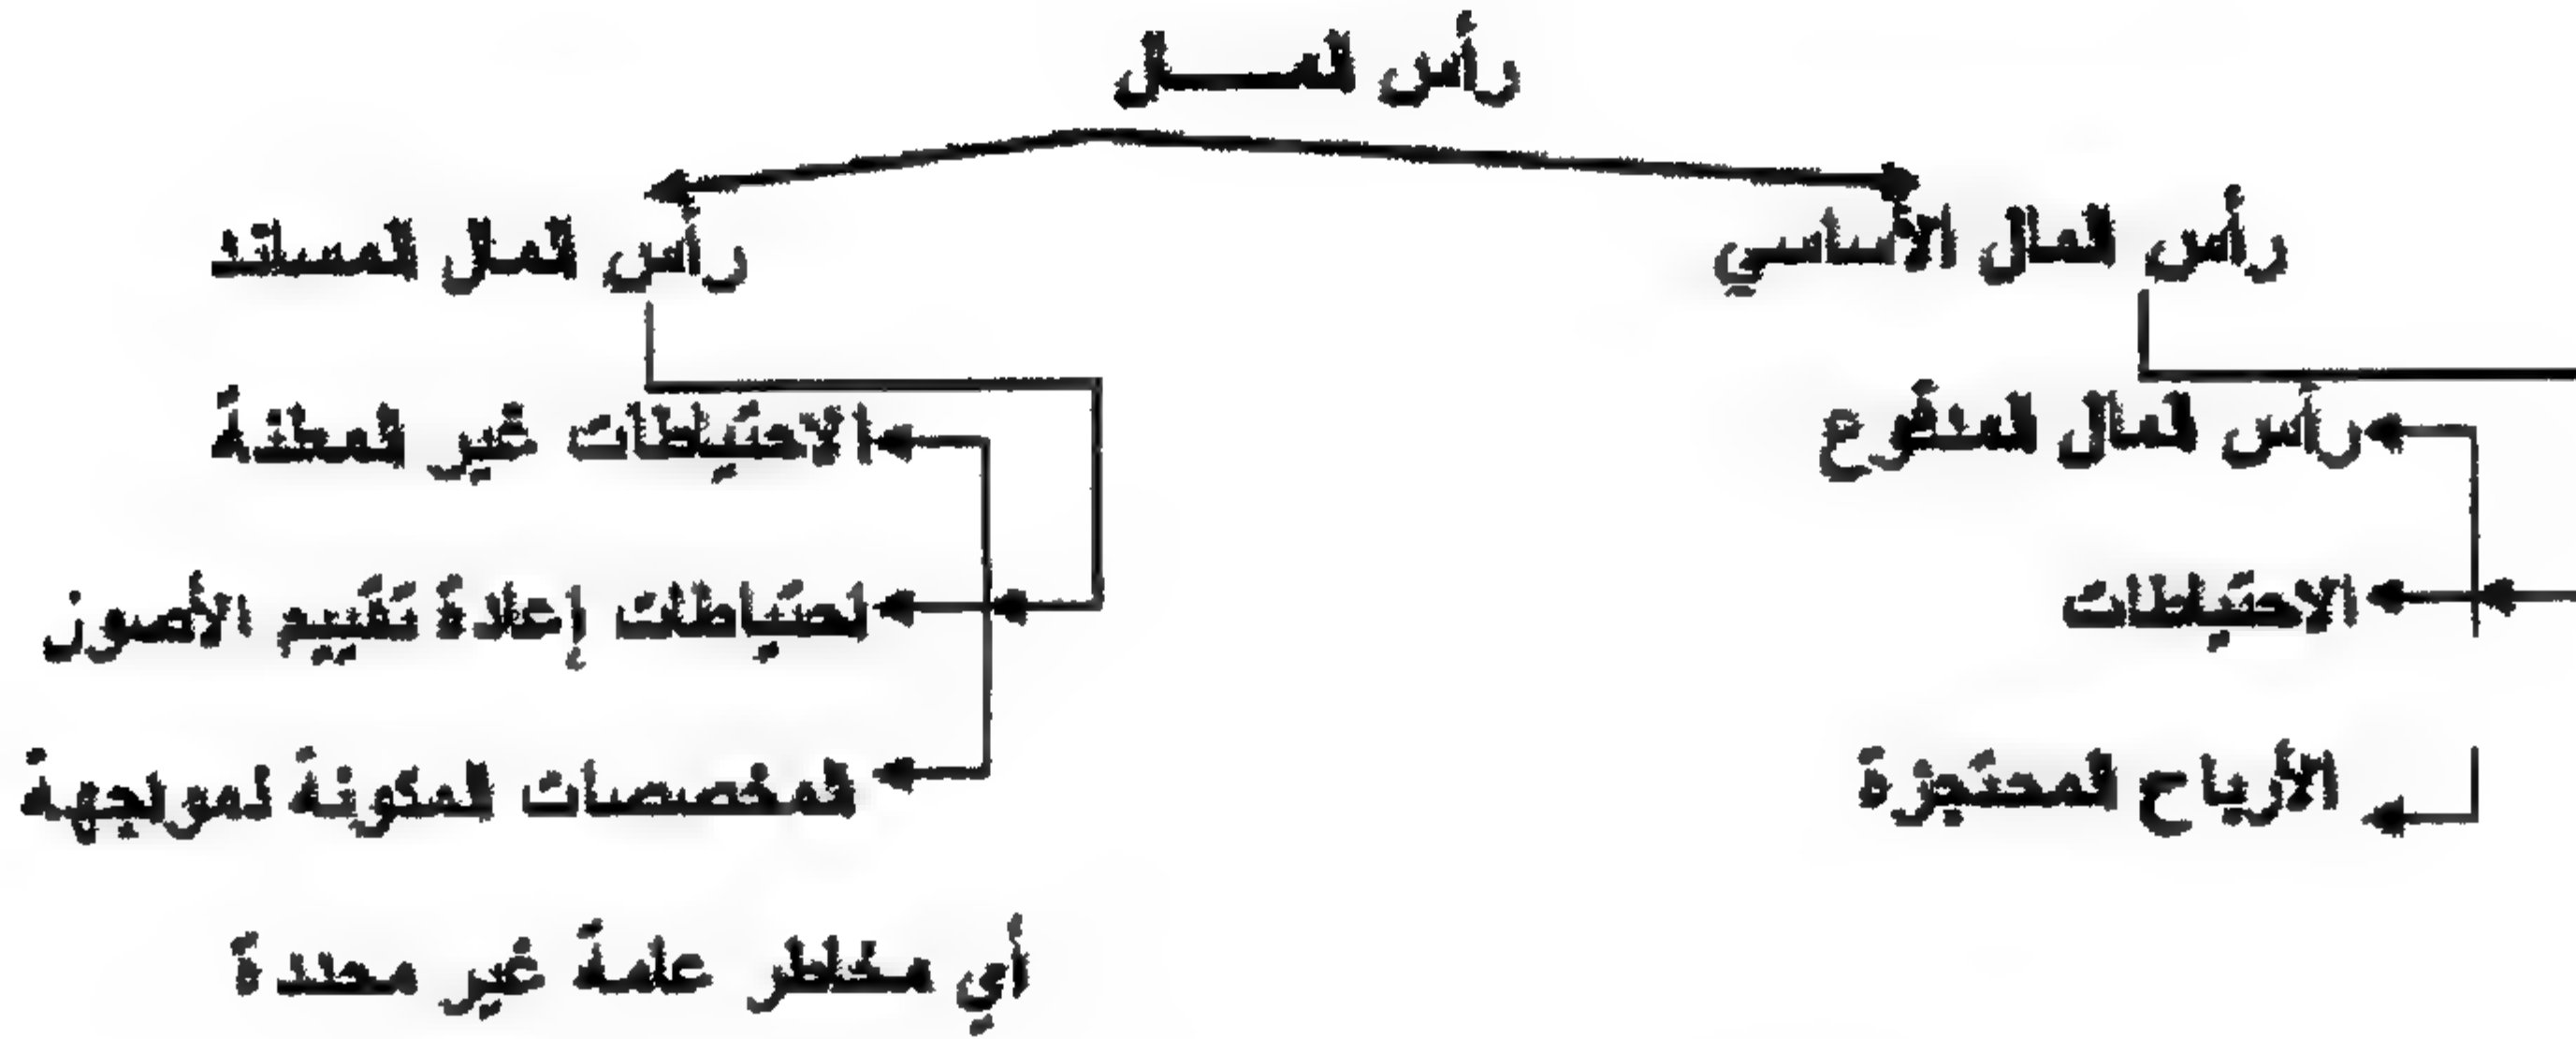 رأس المـــال
رأس المال الأساسي
رأس المال المدفوع
الاحتياطات
الأرباح المحتجزة
رأس المال المساند
الاحتياطات غير المعلنة
احتياطات إعادة تقييم الأصول
المخصصات المكونة لمواجهة
أي مخاطر عامة غير محددة